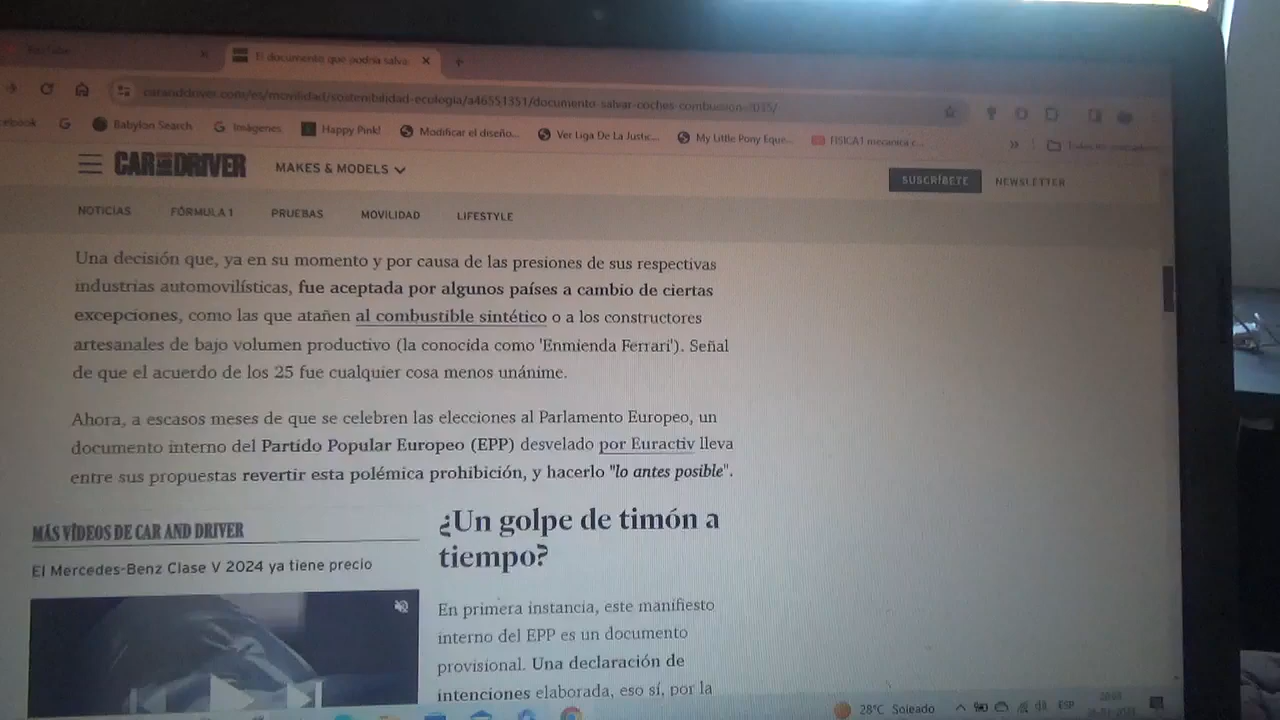 El documento que podría salva
carandriver.com/es/movilidad/sostenibilidad-ecologia/a46551351/documento-salvar-coches-combustion-2035/
Babylon Search
Imágenes
Happy Pink!
Modificar el diseño...
Ver Liga De La Justic...
My Little Pony Eque...
FISICA1 mecanica c...
CAR AND DRIVER
MAKES & MODELS
SUSCRÍBETE
NEWSLETTER
NOTICIAS
FÓRMULA 1
PRUEBAS
MOVILIDAD
LIFESTYLE
Una decisión que, ya en su momento y por causa de las presiones de sus respectivas
industrias automovilísticas, fue aceptada por algunos países a cambio de ciertas
excepciones, como las que atañen al combustible sintético o a los constructores
artesanales de bajo volumen productivo (la conocida como 'Enmienda Ferrari'). Señal
de que el acuerdo de los 25 fue cualquier cosa menos unánime.
Ahora, a escasos meses de que se celebren las elecciones al Parlamento Europeo, un
documento interno del Partido Popular Europeo (EPP) desvelado por Euractiv lleva
entre sus propuestas revertir esta polémica prohibición, y hacerlo "lo antes posible".
MÁS VÍDEOS DE CAR AND DRIVER
El Mercedes-Benz Clase V 2024 ya tiene precio
¿Un golpe de timón a
tiempo?
En primera instancia, este manifiesto
interno del EPP es un documento
provisional. Una declaración de
intenciones elaborada, eso sí, por la
28°C Soleado
ESP